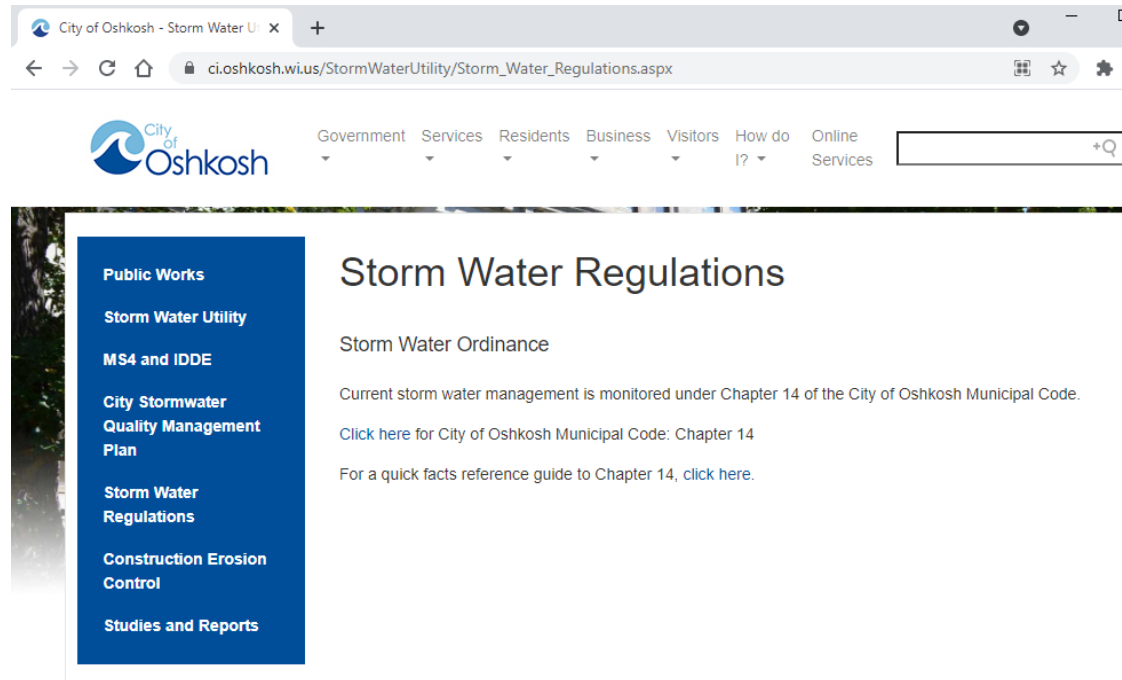 City of Oshkosh - Storm Water U
ci.oshkosh.wi.us/StormWaterUtility/Storm_Water_Regulations.aspx
City
of
Oshkosh
Government Services Residents Business Visitors How do I? Online Services
Public Works
Storm Water Utility
MS4 and IDDE
City Stormwater
Quality Management
Plan
Storm Water
Regulations
Construction Erosion
Control
Studies and Reports
Storm Water Regulations
Storm Water Ordinance
Current storm water management is monitored under Chapter 14 of the City of Oshkosh Municipal Code.
Click here for City of Oshkosh Municipal Code: Chapter 14
For a quick facts reference guide to Chapter 14, click here.